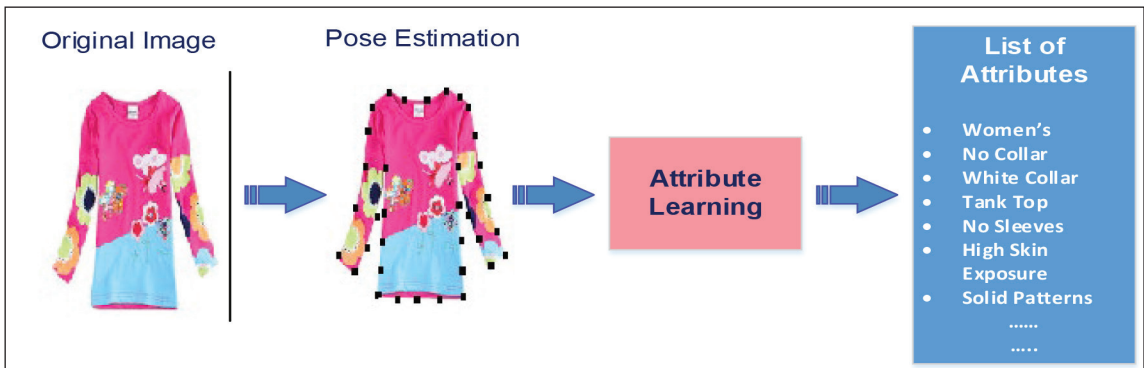 Original Image
Pose Estimation
Attribute
Learning
List of
Attributes
• Women's
• No Collar
• White Collar
• Tank Top
• No Sleeves
• High Skin
Exposure
• Solid Patterns
......
.....